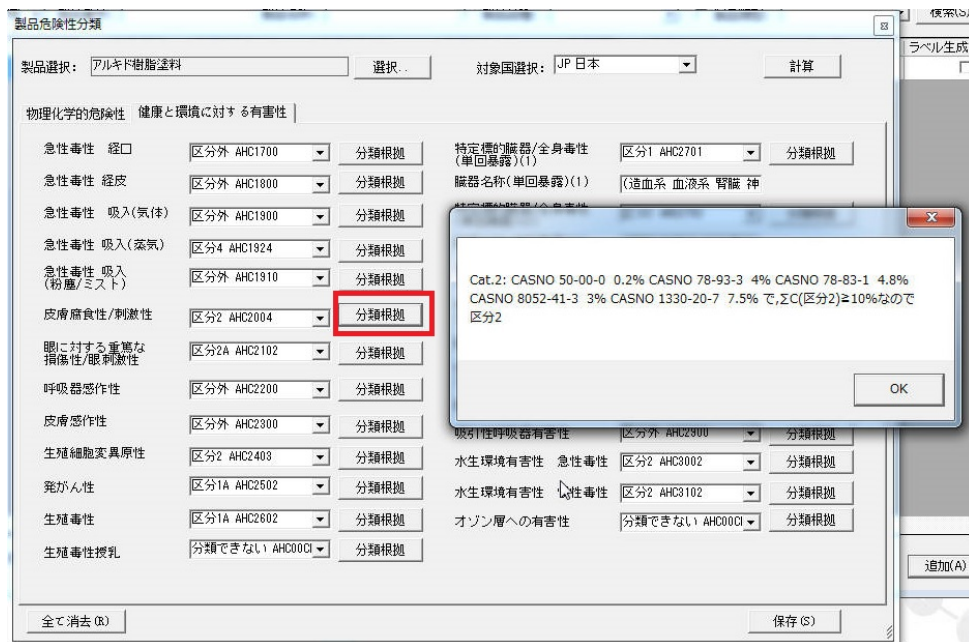 検索(S)
製品危険性分類
ラベル生成
製品選択: アルキド樹脂塗料 選択.. 対象国選択: JP 日本 計算
物理化学的危険性 健康と環境に対する有害性
急性毒性 経口 区分外 AHC1700 分類根拠
特定標的臓器/全身毒性
(単回暴露)(1) 区分1 AHC2701 分類根拠
急性毒性 経皮 区分外 AHC1800 分類根拠
臓器名称(単回暴露)(1) (造血系 血液系 腎臓 神
急性毒性 吸入(気体) 区分外 AHC1900 分類根拠
急性毒性 吸入(蒸気) 区分4 AHC1924 分類根拠
急性毒性 吸入
(粉塵/ミスト) 区分外 AHC1910 分類根拠
皮膚腐食性/刺激性 区分2 AHC2004 分類根拠
眼に対する重篤な
損傷性/眼刺激性 区分2A AHC2102 分類根拠
呼吸器感作性 区分外 AHC2200 分類根拠
皮膚感作性 区分外 AHC2300 分類根拠
生殖細胞変異原性 区分2 AHC2403 分類根拠
発がん性 区分1A AHC2502 分類根拠
生殖毒性 区分1A AHC2602 分類根拠
生殖毒性授乳 分類できない AHC00Cl 分類根拠
Cat.2: CASNO 50-00-0 0.2% CASNO 78-93-3 4% CASNO 78-83-1 4.8%
CASNO 8052-41-3 3% CASNO 1330-20-7 7.5% で,ΣC(区分2)≧10%なので
区分2
OK
吸引性呼吸器有害性 区分外 AHC2900 分類根拠
水生環境有害性 急性毒性 区分2 AHC3002 分類根拠
水生環境有害性 性毒性 区分2 AHC3102 分類根拠
オゾン層への有害性 分類できない AHC00Cl 分類根拠
追加(A)
全て消去(R) 保存(S)